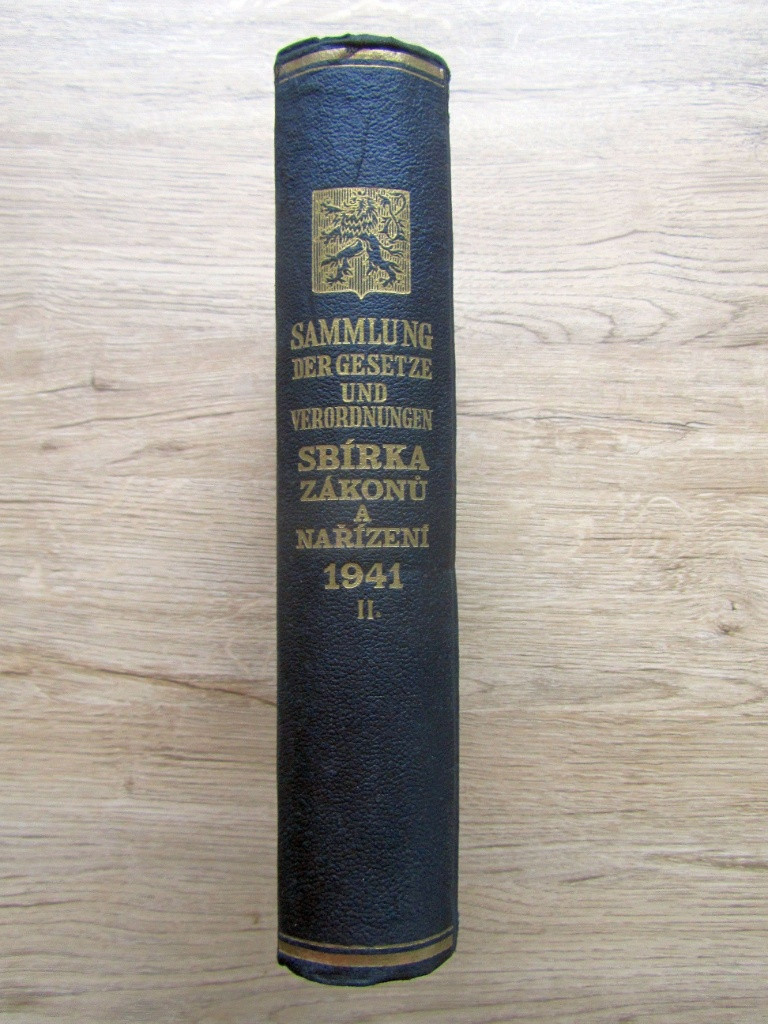 SAMMLUNG
DER GESETZE
UND
VERORDNUNGEN
SBÍRKA
ZÁKONŮ
A
NAŘÍZENÍ
1941
II.